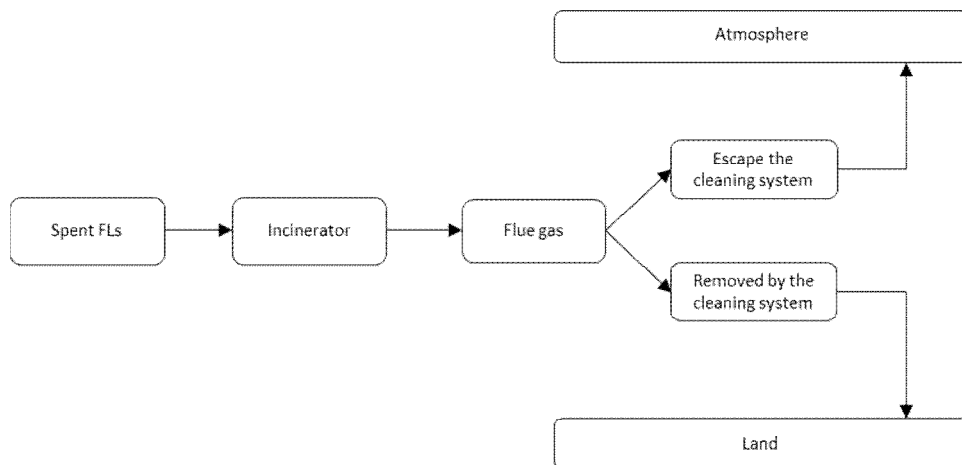 Atmosphere
Escape the
cleaning system
Spent FLs
Incinerator
Flue gas
Removed by the
cleaning system
Land